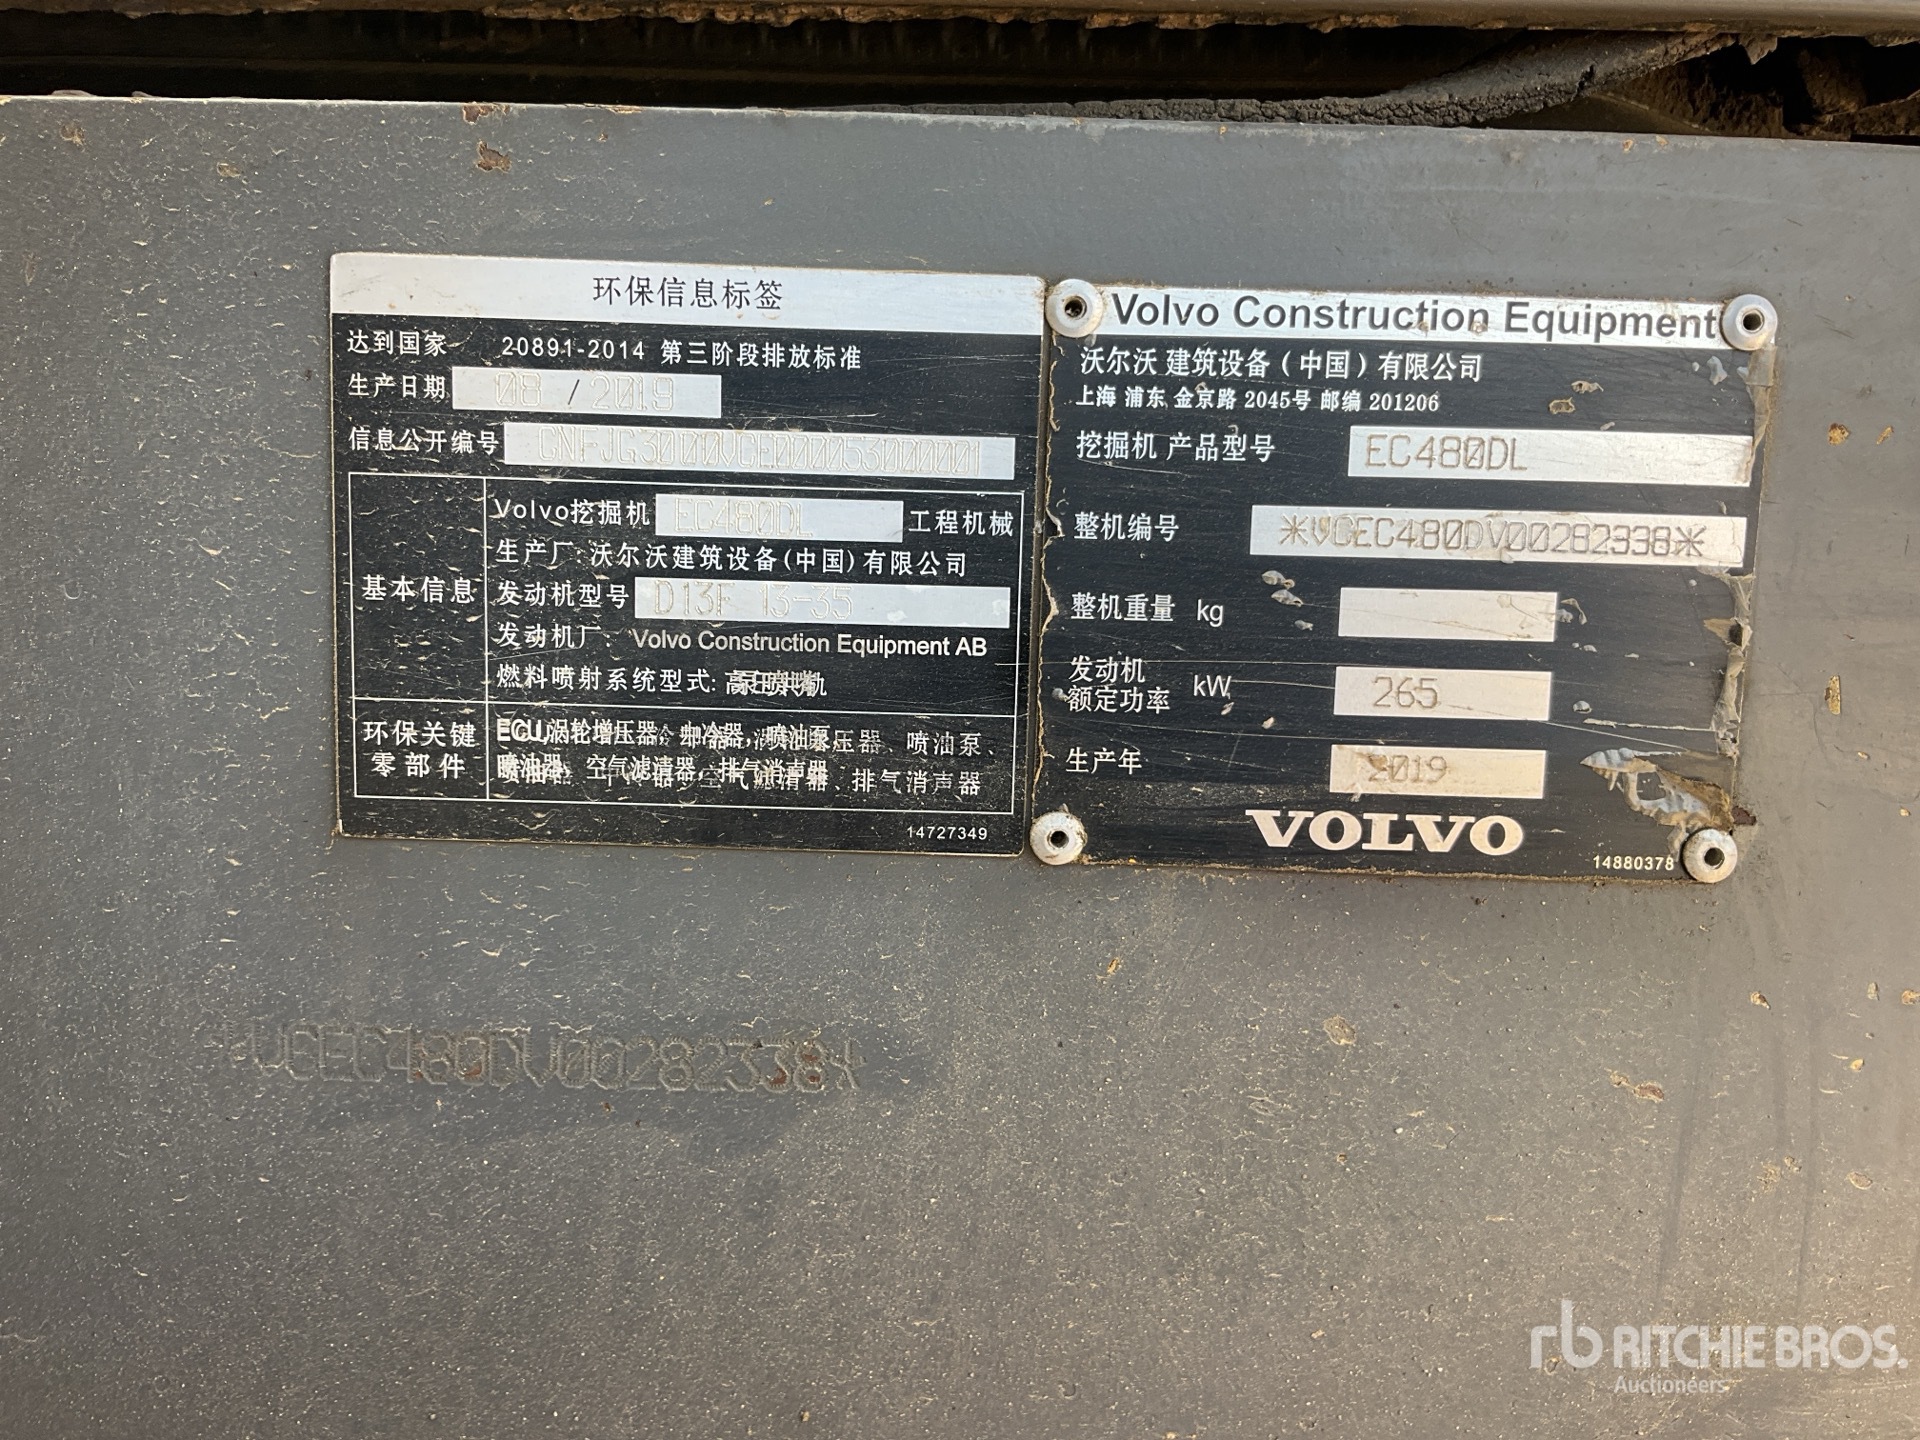 环保信息标签
达到国家 20891-2014 第三阶段排放标准
生产日期 08 / 2019
信息公开编号
基本信息
Volvo挖掘机 EC480DL 工程机械
生产厂: 沃尔沃建筑设备(中国)有限公司
发动机型号 D13F 13-35
发动机厂: Volvo Construction Equipment AB
燃料喷射系统型式:
环保关键
零部件
14727349
Volvo Construction Equipment
沃尔沃 建筑设备(中国)有限公司
上海 浦东 金京路 2045号 邮编 201206
挖掘机 产品型号 EC480DL
整机编号 *VCEC480DV00282338*
整机重量 kg
发动机
额定功率 kW 265
生产年 2019
VOLVO
14880378
*VCEC480DV00282338*
rb RITCHIE BROS.
Auctioneers